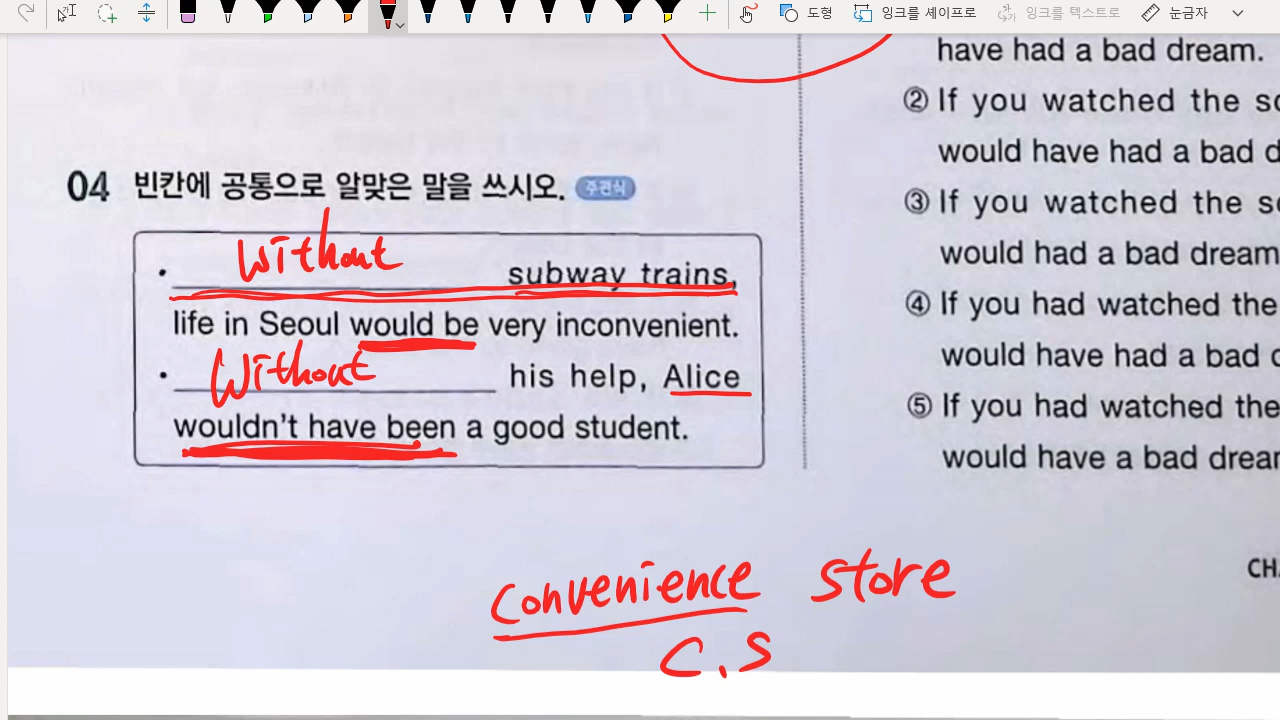 도형 잉크를 셰이프로 잉크를 텍스트로 눈금자
have had a bad dream.
04 빈칸에 공통으로 알맞은 말을 쓰시오. 주관식
• without subway trains,
life in Seoul would be very inconvenient.
• Without his help, Alice
wouldn't have been a good student.
② If you watched the
would have had a bad
③ If you watched the
would had a bad dream
④ If you had watched the
would have had a bad
⑤ If you had watched the
would have a bad
convenience store
C.S